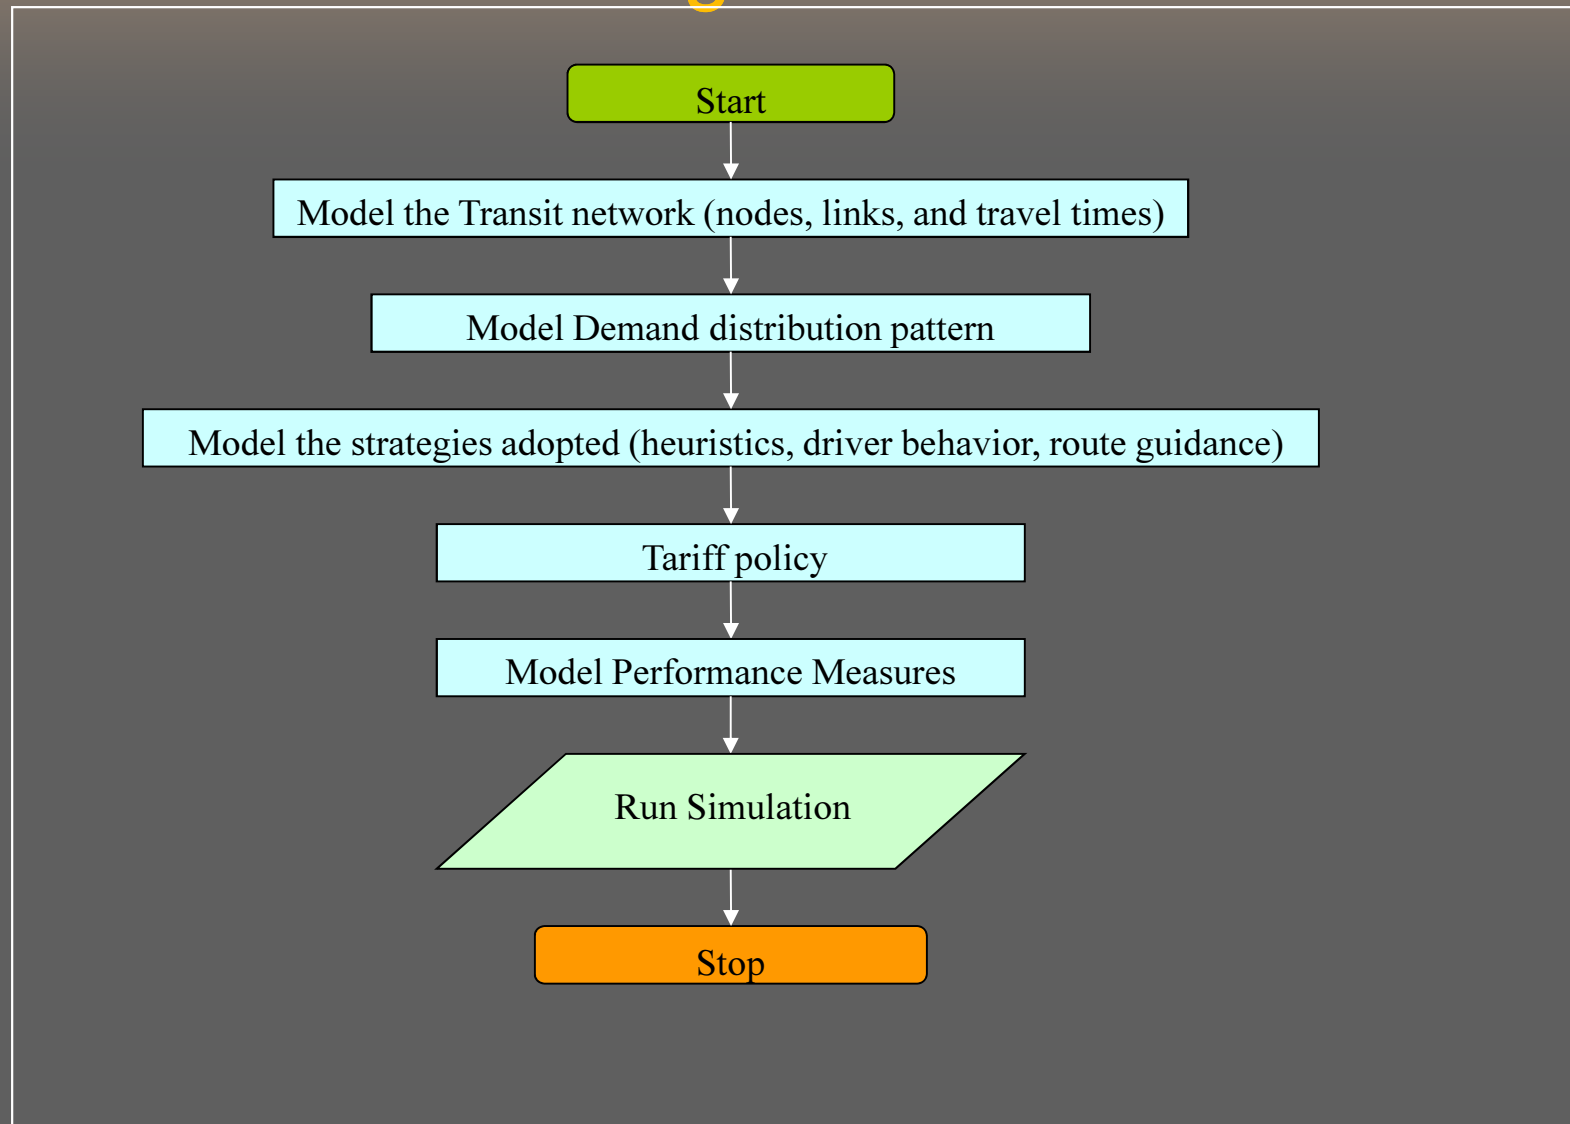 Start
Model the Transit network (nodes, links, and travel times)
Model Demand distribution pattern
Model the strategies adopted (heuristics, driver behavior, route guidance)
Tariff policy
Model Performance Measures
Run Simulation
Stop